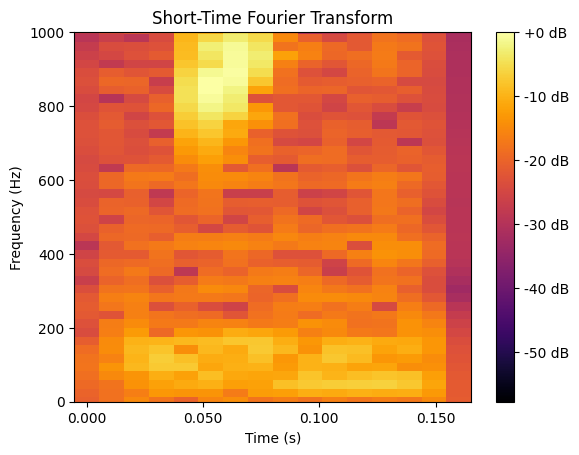 Short-Time Fourier Transform
1000
800
600
400
200
0
Frequency (Hz)
0.000
0.050
0.100
0.150
Time (s)
+0 dB
-10 dB
-20 dB
-30 dB
-40 dB
-50 dB